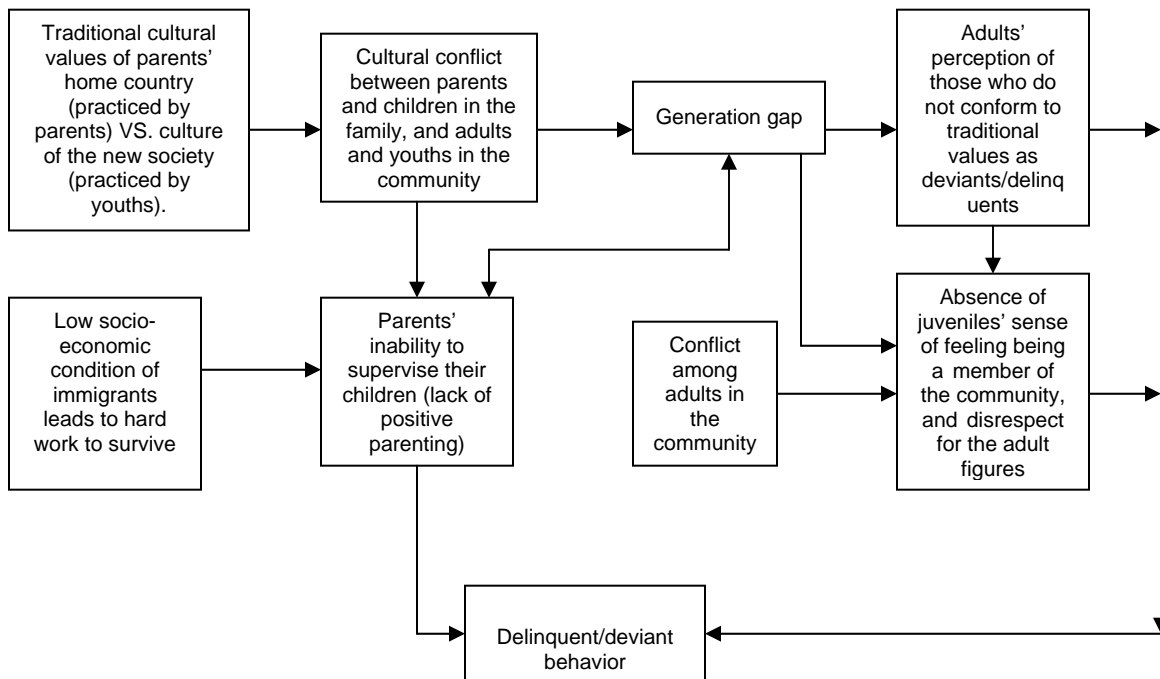 Traditional cultural
values of parents’
home country
(practiced by
parents) VS. culture
of the new society
(practiced by
youths).
Cultural conflict
between parents
and children in the
family, and adults
and youths in the
community
Generation gap
Adults’
perception of
those who do
not conform to
traditional
values as
deviants/delinq
uents
Low socio-
economic
condition of
immigrants
leads to hard
work to survive
Parents’
inability to
supervise their
children (lack of
positive
parenting)
Conflict
among
adults in
the
community
Absence of
juveniles’ sense
of feeling being
a member of
the community,
and disrespect
for the adult
figures
Delinquent/deviant
behavior